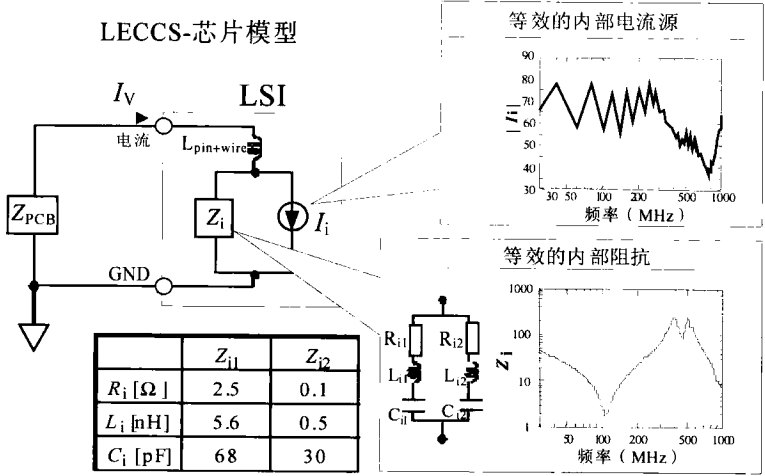 LECCS-芯片模型
I_V
电流
LSI
L_pin+wire
Z_PCB
Z_i
I_i
GND
Z_i1 Z_i2
R_i [Ω] 2.5 0.1
L_i [nH] 5.6 0.5
C_i [pF] 68 30
等效的内部电流源
|I_i|
90
80
70
60
50
40
30
30 50 100 500 1000
频率（MHz）
等效的内部阻抗
R_i1 R_i2
L_i1 L_i2
C_i1 C_i2
Z_i
1000
100
10
1
50 100 500 1000
频率（MHz）